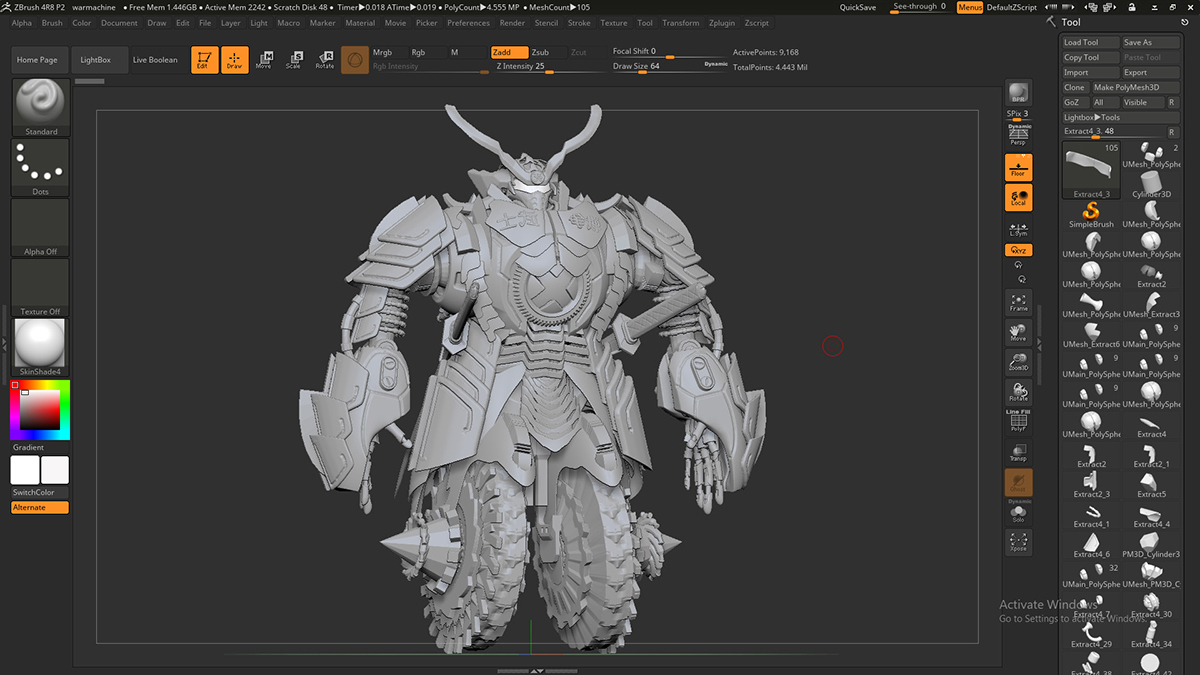 ZBrush 4R8 P2 warmachine • Free Mem 1.446GB • Active Mem 2242 • Scratch Disk 48 • Timer▶0.018 ATime▶0.019 • PolyCount▶4.555 MP • MeshCount▶105 QuickSave See-through 0 Menus DefaultZScript
Alpha Brush Color Document Draw Edit File Layer Light Macro Marker Material Movie Picker Preferences Render Stencil Stroke Texture Tool Transform Zplugin Zscript
Home Page LightBox Live Boolean Edit Draw Move Scale Rotate
Mrgb Rgb M Zadd Zsub Zcut Focal Shift 0 ActivePoints: 9,168
Rgb Intensity Z Intensity 25 Draw Size 64 Dynamic TotalPoints: 4.443 Mil
Standard
Dots
Alpha Off
Texture Off
SkinShade4
Gradient
SwitchColor
Alternate
BPR
SPix 3
Dynamic
Persp
Floor
Local
L.Sym
XYZ
Frame
Move
Zoom3D
Rotate
Line Fill
PolyF
Transp
Ghost
Dynamic
Solo
Xpose
Tool
Load Tool Save As
Copy Tool Paste Tool
Import Export
Clone Make PolyMesh3D
GoZ All Visible R
Lightbox▶Tools
Extract4_3. 48 R
105 2
UMesh_PolySphe
Extract4_3 Cylinder3D
SimpleBrush UMesh_PolySphe
UMesh_PolySphe UMesh_PolySphe
UMesh_PolySphe Extract2
UMesh_PolySphe UMesh_Extract3
9
UMesh_Extract6 UMain_PolySphe
9 9
UMain_PolySphe UMain_PolySphe
9
UMain_PolySphe UMesh_PolySphe
UMesh_PolySphe Extract4
Extract2 Extract2_1
Extract2_3 Extract5
Extract4_1 Extract4_4
Extract4_6 PM3D_Cylinder3
32
UMain_PolySphe UMesh_PM3D_C
Extract4_7 Extract4_30
Extract4_29 Extract4_34
Extract4_38 Extract4_42
Activate Windows
Go to Settings to activate Windows.